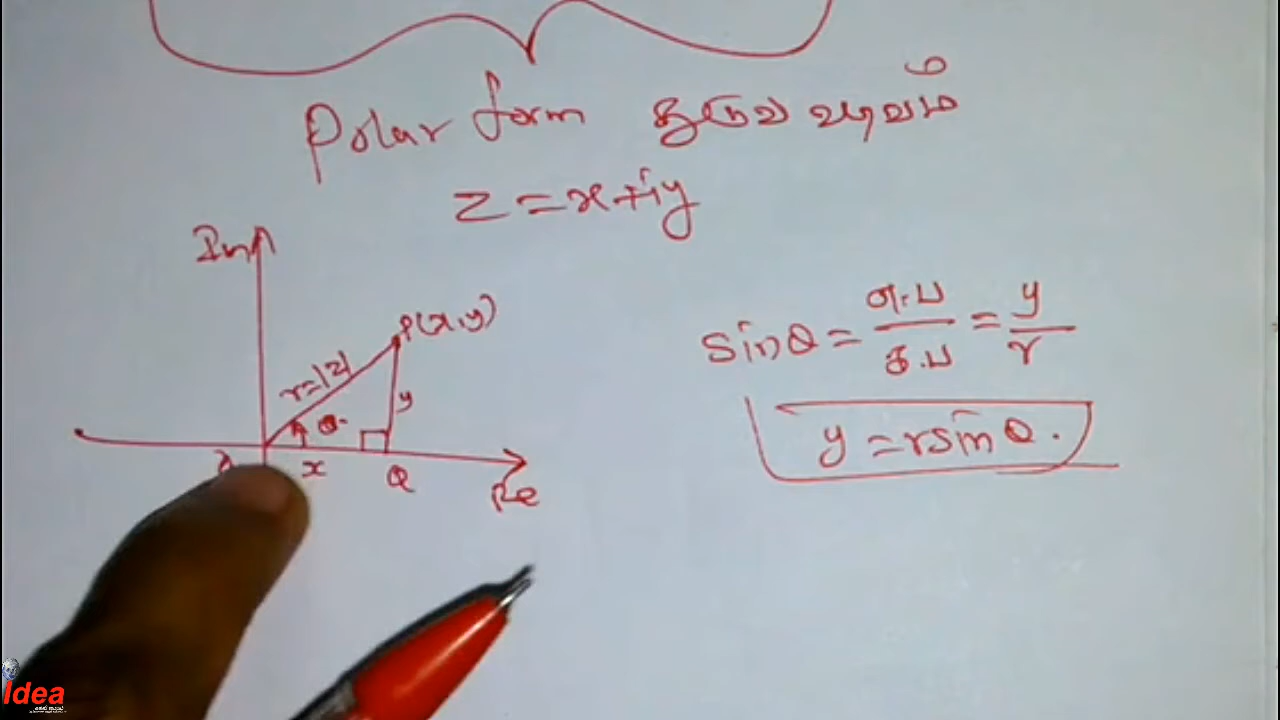 Polar form துருவ வடிவம்
z = x+iy
Im
P(x,y)
r=|z|
θ
y
x
Q
Re
sinθ = எ.ப / க.ப = y / r
y = r sinθ.
Idea